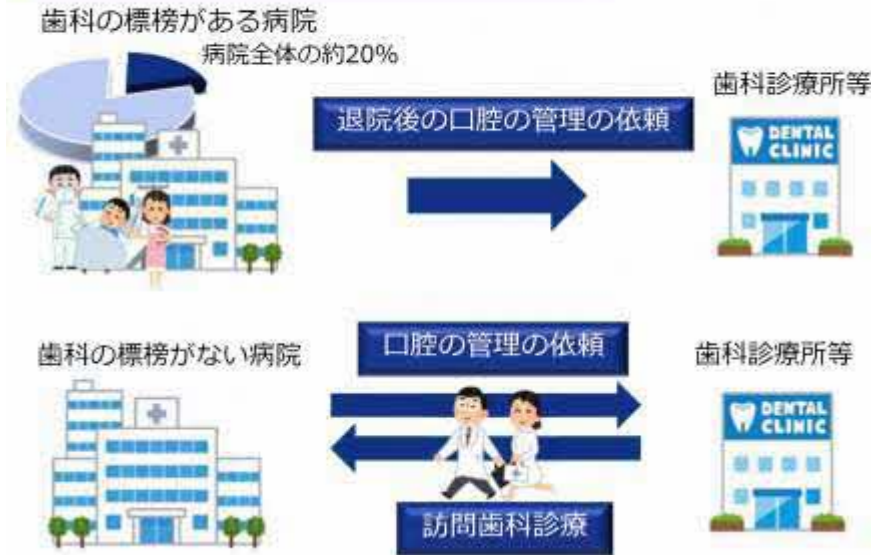 歯科の標榜がある病院
病院全体の約20%
退院後の口腔の管理の依頼
歯科診療所等
DENTAL
CLINIC
歯科の標榜がない病院
口腔の管理の依頼
歯科診療所等
DENTAL
CLINIC
訪問歯科診療